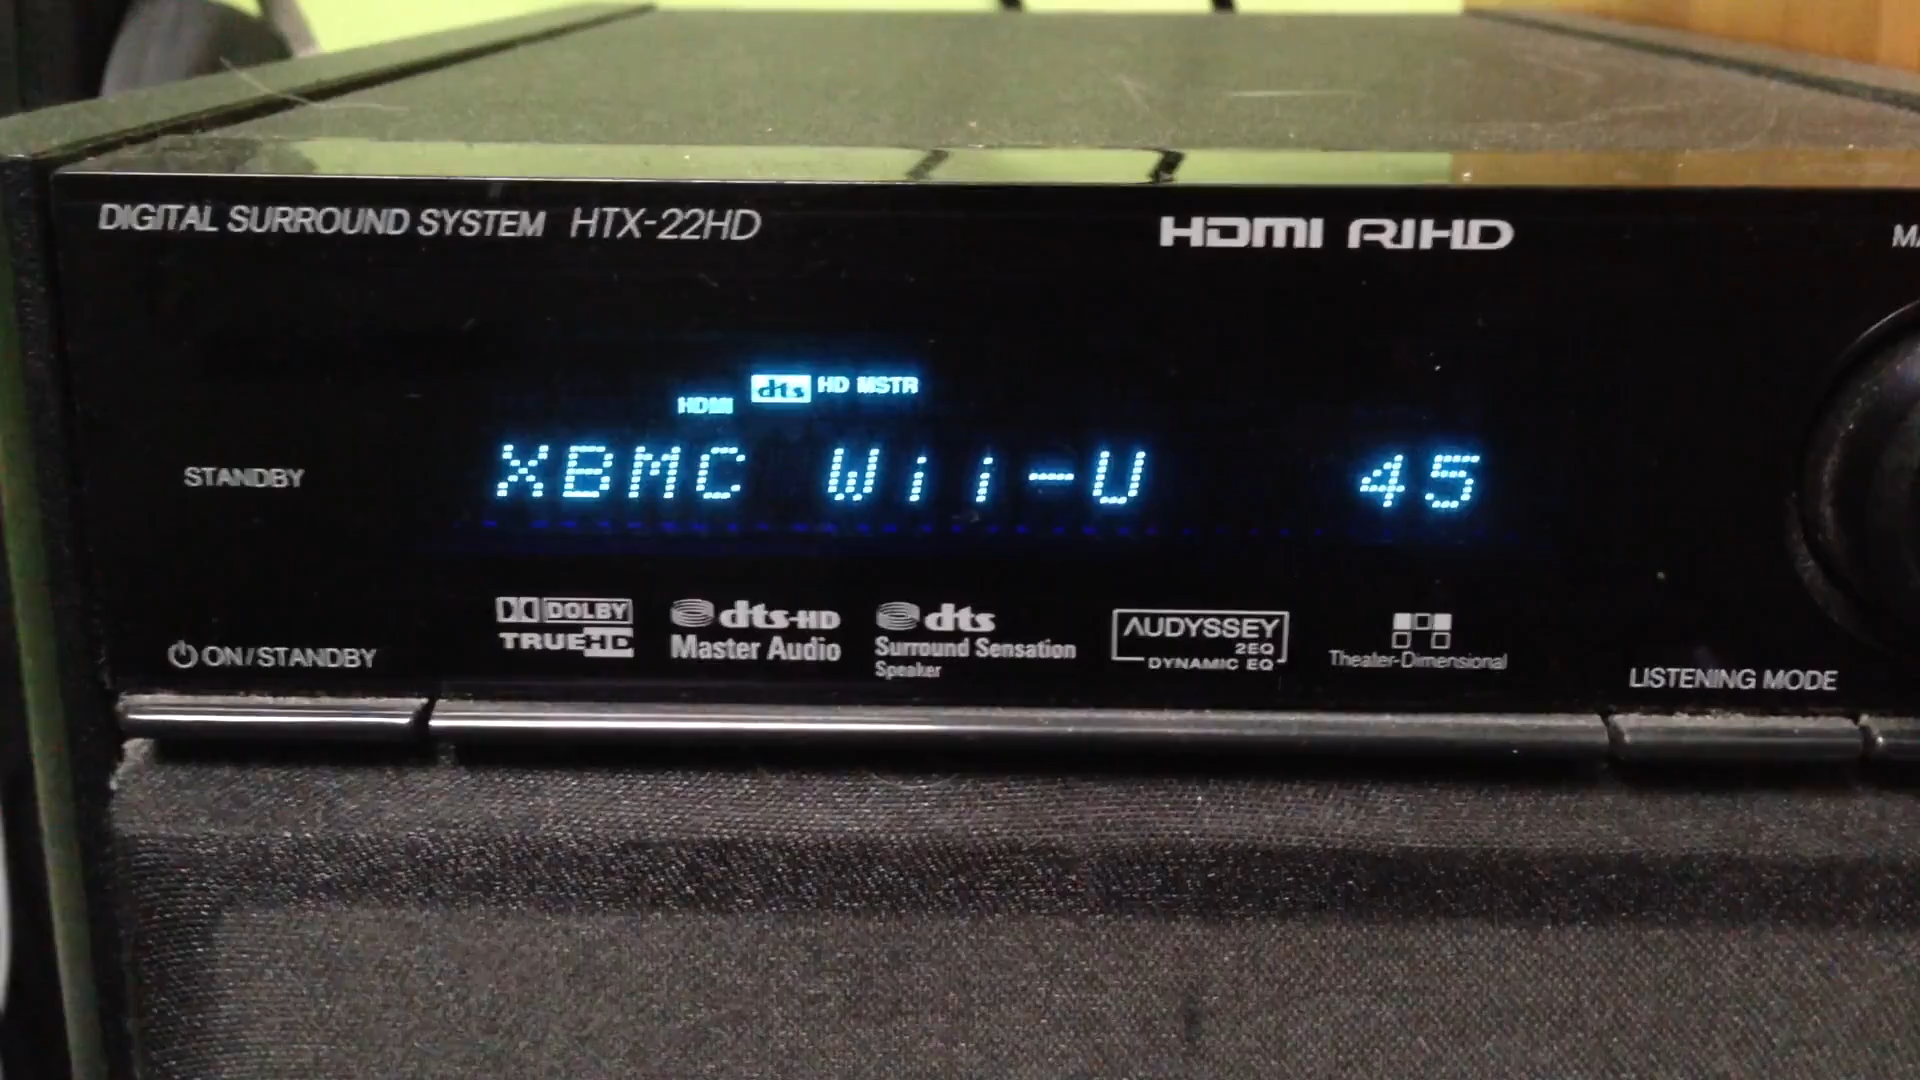 DIGITAL SURROUND SYSTEM HTX-22HD
HDMI RIHD
MA
HDMI dts HD MSTR
STANDBY
XBMC Wii-U 45
ON/STANDBY
DOLBY
TRUEHD
dts-HD
Master Audio
dts
Surround Sensation
Speaker
AUDYSSEY
2EQ
DYNAMIC EQ
Theater-Dimensional
LISTENING MODE